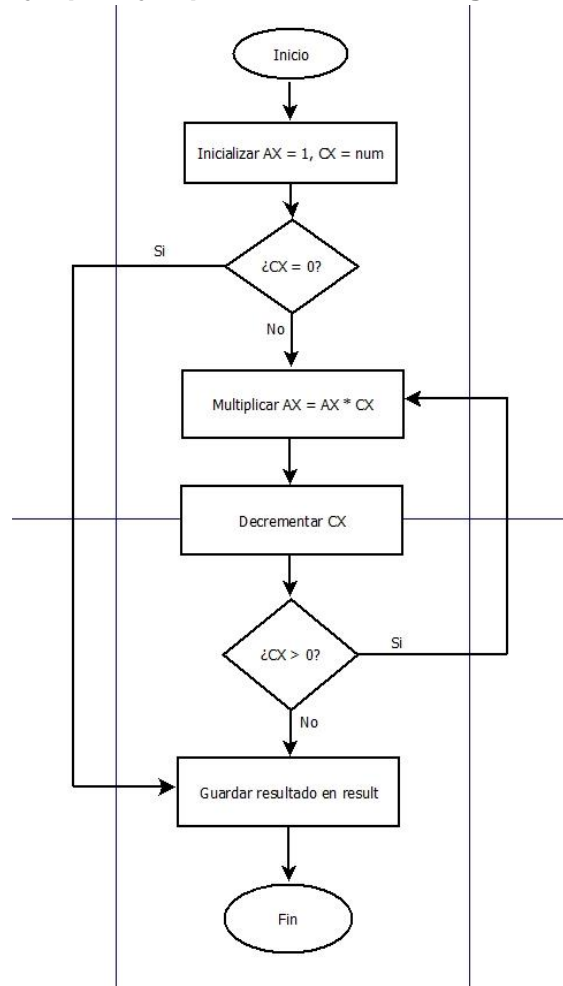 Inicio
Inicializar AX = 1, CX = num
Si
¿CX = 0?
No
Multiplicar AX = AX * CX
Decrementar CX
¿CX > 0?
Si
No
Guardar resultado en result
Fin